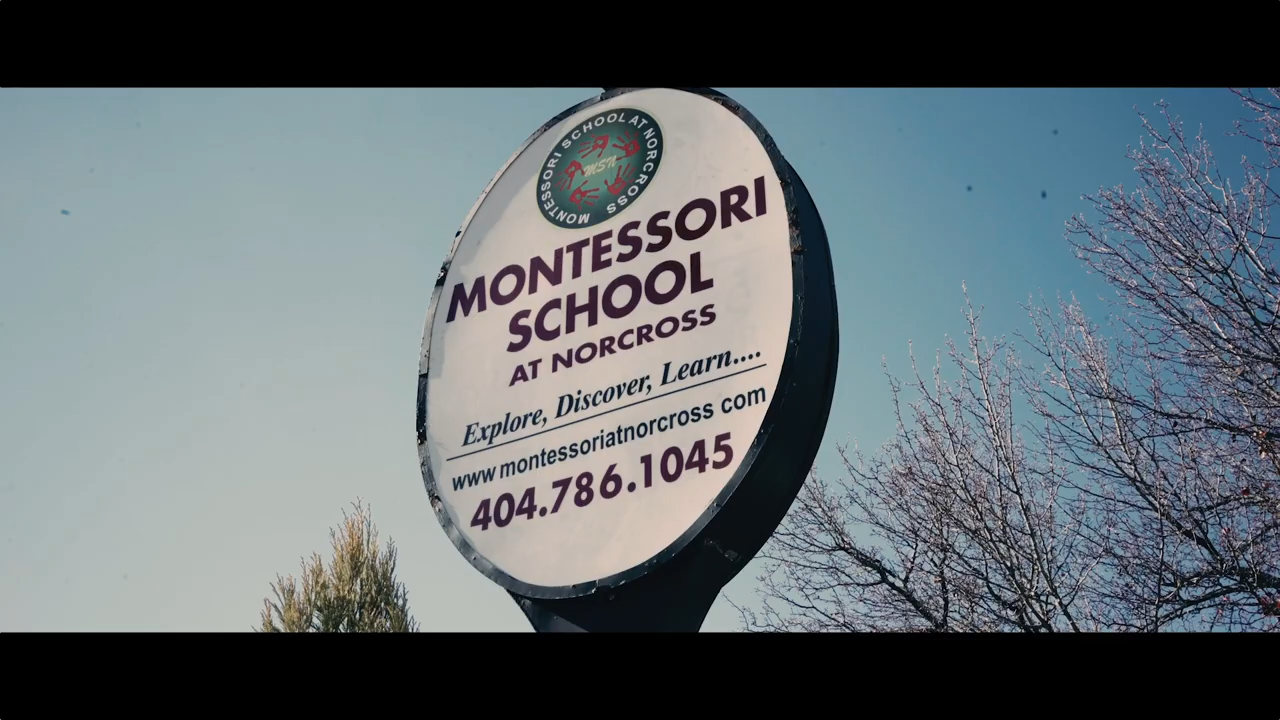 MONTESSORI SCHOOL AT NORCROSS
MSN
MONTESSORI
SCHOOL
AT NORCROSS
Explore, Discover, Learn....
www montessoriatnorcross com
404.786.1045